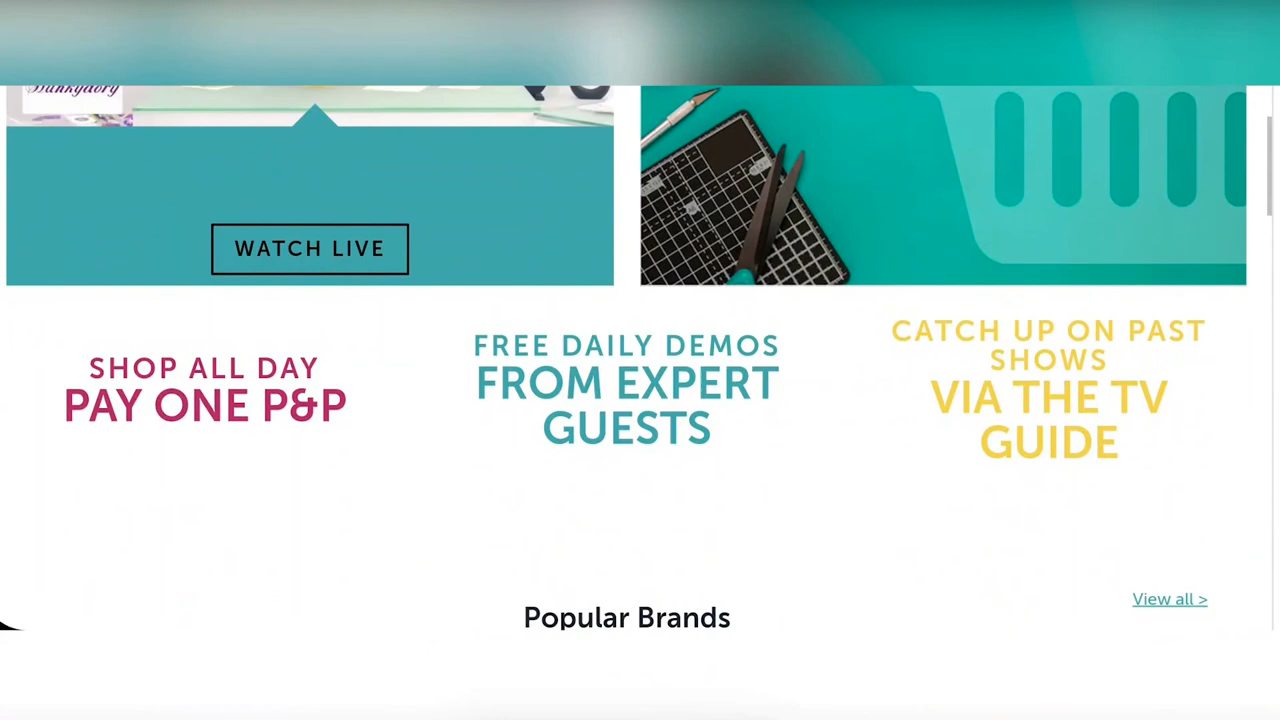 Hunkydory
WATCH LIVE
SHOP ALL DAY
PAY ONE P&P
FREE DAILY DEMOS
FROM EXPERT
GUESTS
CATCH UP ON PAST
SHOWS
VIA THE TV
GUIDE
View all >
Popular Brands